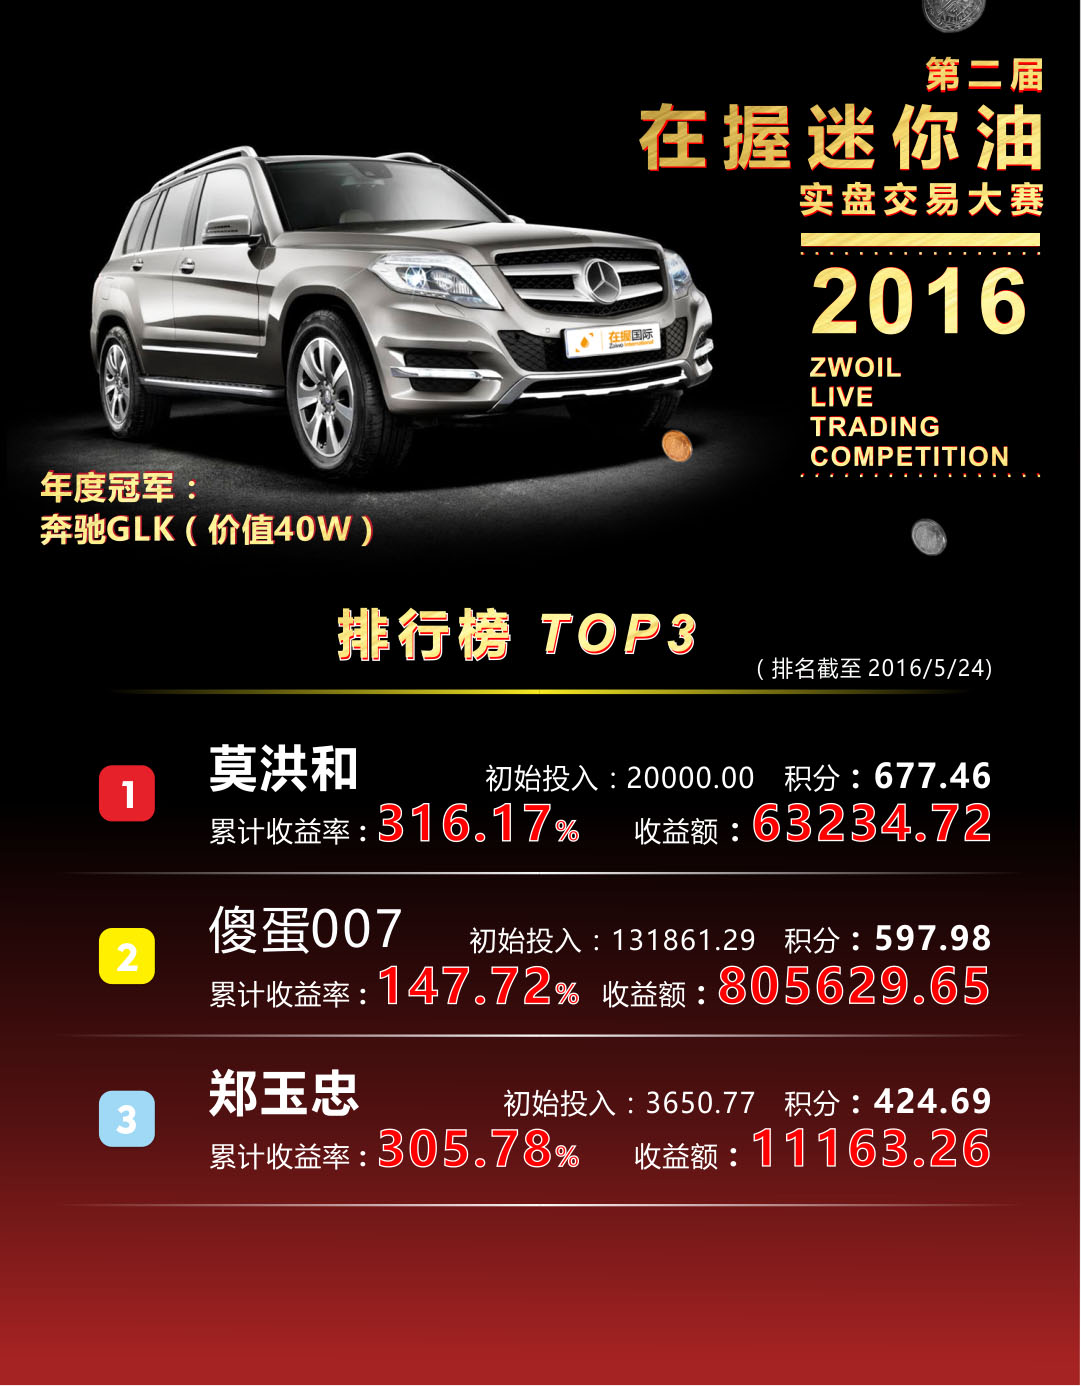 第二届
在握迷你油
实盘交易大赛
2016
ZWOIL
LIVE
TRADING
COMPETITION
在握国际
Zaiwo International
年度冠军：
奔驰GLK（价值40W）
排行榜 TOP3
（排名截至 2016/5/24)
1
莫洪和 初始投入：20000.00 积分：677.46
累计收益率：316.17% 收益额：63234.72
2
傻蛋007 初始投入：131861.29 积分：597.98
累计收益率：147.72% 收益额：805629.65
3
郑玉忠 初始投入：3650.77 积分：424.69
累计收益率：305.78% 收益额：11163.26